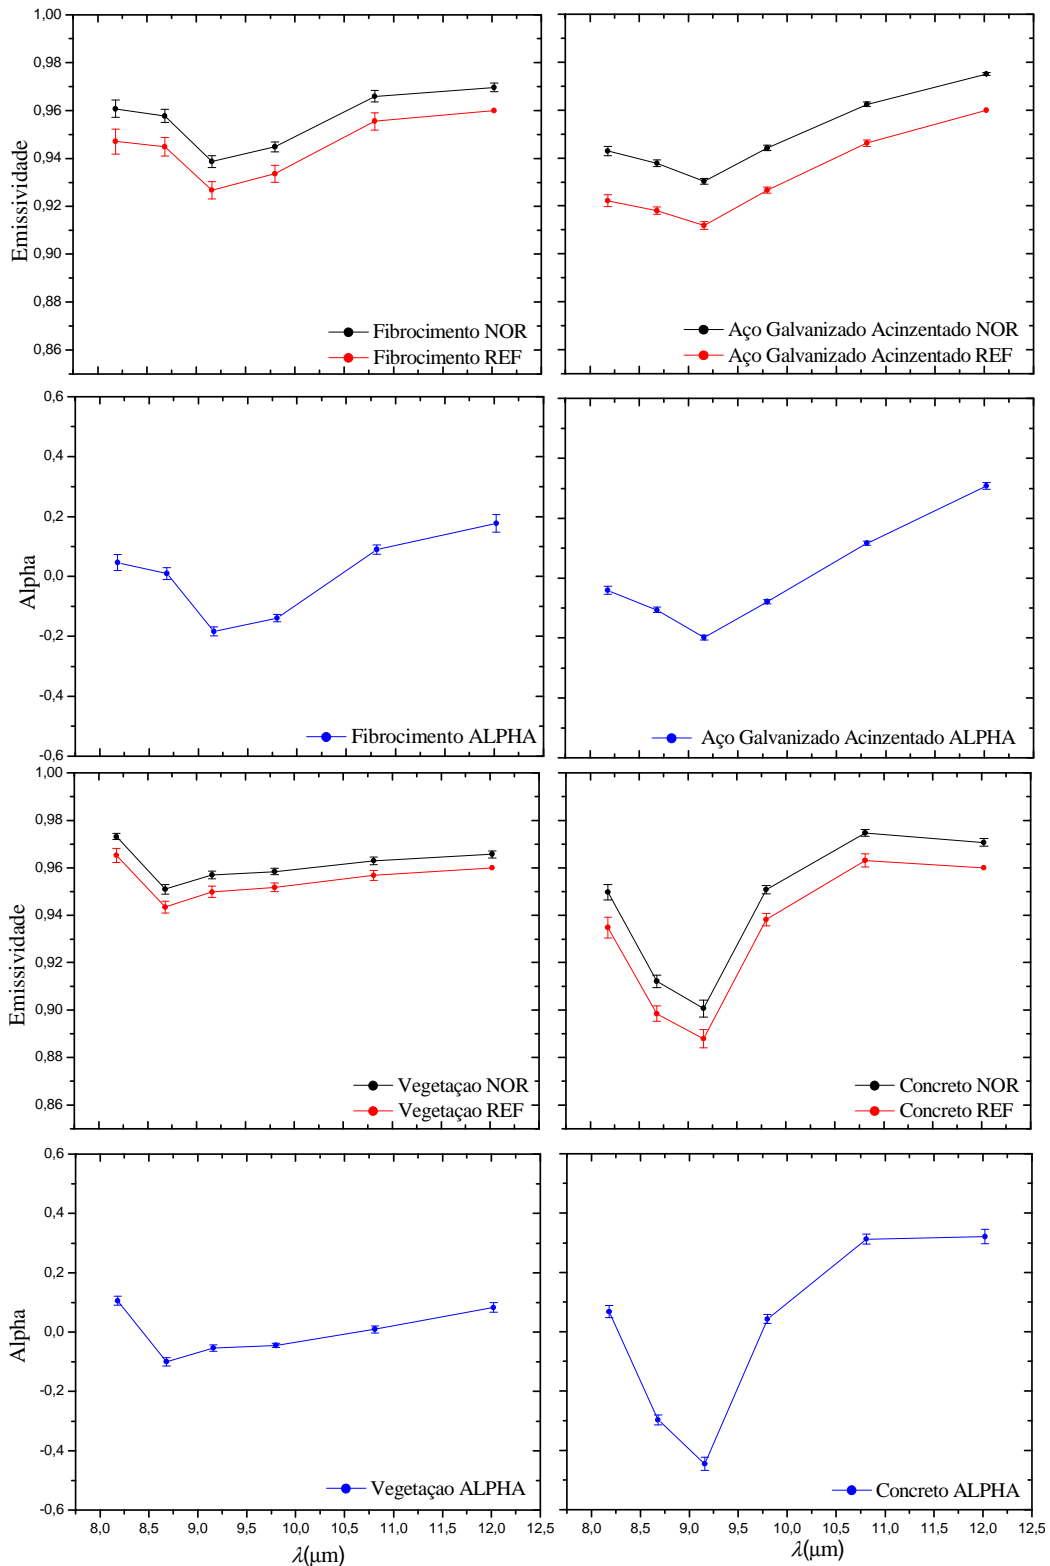 1,00
0,98
0,96
0,94
0,92
0,90
0,88
0,86
Emissividade
Fibrocimento NOR
Fibrocimento REF
Aço Galvanizado Acinzentado NOR
Aço Galvanizado Acinzentado REF
0,6
0,4
0,2
0,0
-0,2
-0,4
-0,6
Alpha
Fibrocimento ALPHA
Aço Galvanizado Acinzentado ALPHA
1,00
0,98
0,96
0,94
0,92
0,90
0,88
0,86
Emissividade
Vegetaçao NOR
Vegetaçao REF
Concreto NOR
Concreto REF
0,6
0,4
0,2
0,0
-0,2
-0,4
-0,6
Alpha
Vegetaçao ALPHA
Concreto ALPHA
8,0 8,5 9,0 9,5 10,0 10,5 11,0 11,5 12,0 12,5
8,0 8,5 9,0 9,5 10,0 10,5 11,0 11,5 12,0 12,5
λ(μm)
λ(μm)